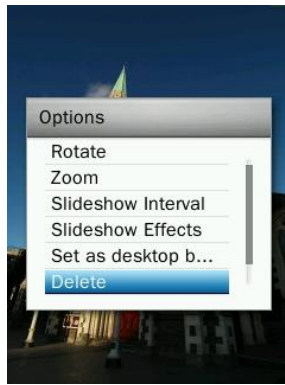 Options
Rotate
Zoom
Slideshow Interval
Slideshow Effects
Set as desktop b...
Delete